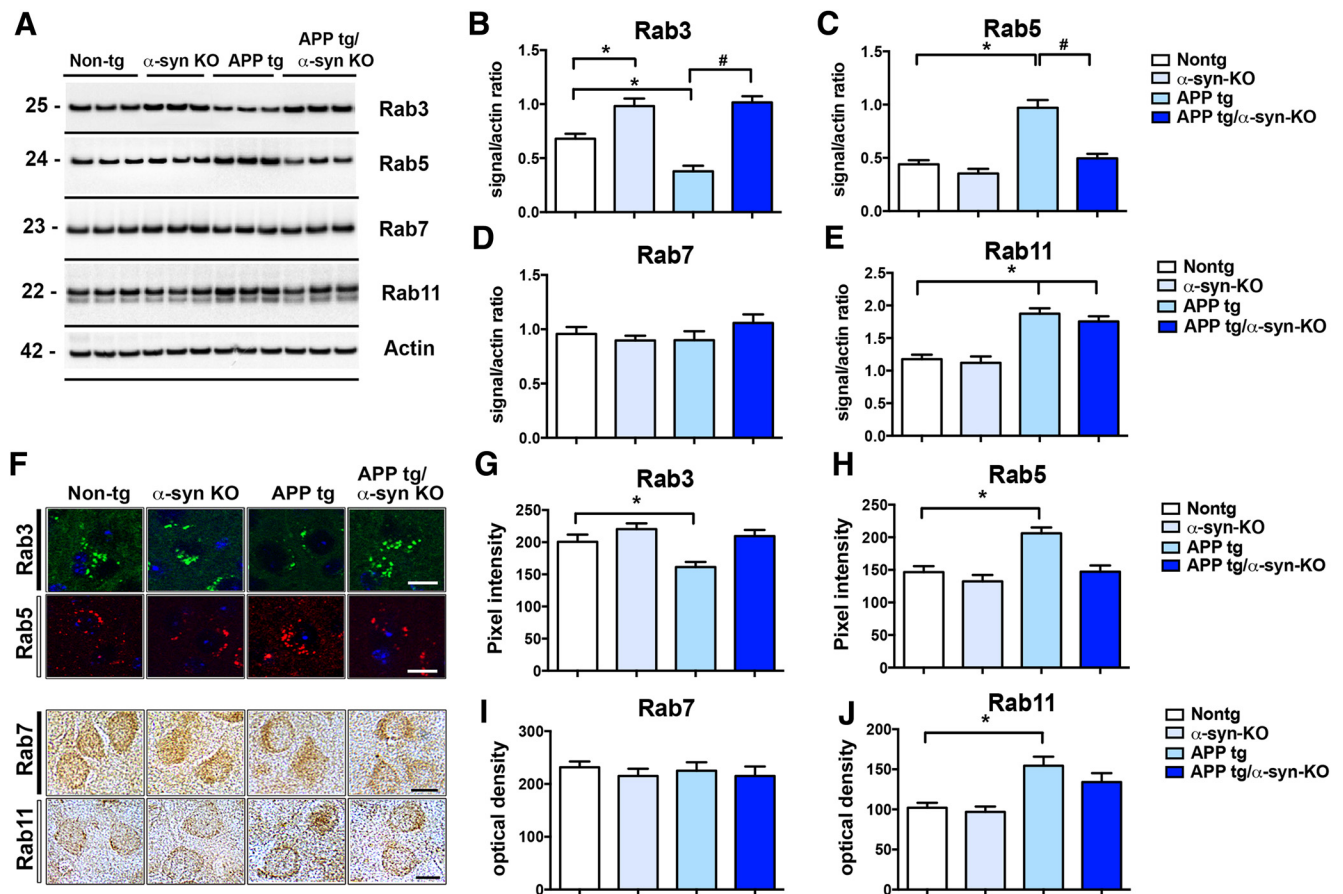 A
Non-tg α-syn KO APP tg APP tg/
α-syn KO
25 - Rab3
24 - Rab5
23 - Rab7
22 - Rab11
42 - Actin
B
Rab3
signal/actin ratio
1.5
1.0
0.5
0.0
*
*
#
C
Rab5
signal/actin ratio
1.5
1.0
0.5
0.0
*
#
Nontg
α-syn-KO
APP tg
APP tg/α-syn-KO
D
Rab7
signal/actin ratio
1.5
1.0
0.5
0.0
E
Rab11
signal/actin ratio
2.5
2.0
1.5
1.0
0.5
0.0
*
Nontg
α-syn-KO
APP tg
APP tg/α-syn-KO
F
Non-tg α-syn KO APP tg APP tg/
α-syn KO
Rab3
Rab5
Rab7
Rab11
G
Rab3
Pixel intensity
250
200
150
100
50
0
*
H
Rab5
Pixel intensity
250
200
150
100
50
0
*
Nontg
α-syn-KO
APP tg
APP tg/α-syn-KO
I
Rab7
optical density
300
200
100
0
J
Rab11
optical density
200
150
100
50
0
*
Nontg
α-syn-KO
APP tg
APP tg/α-syn-KO